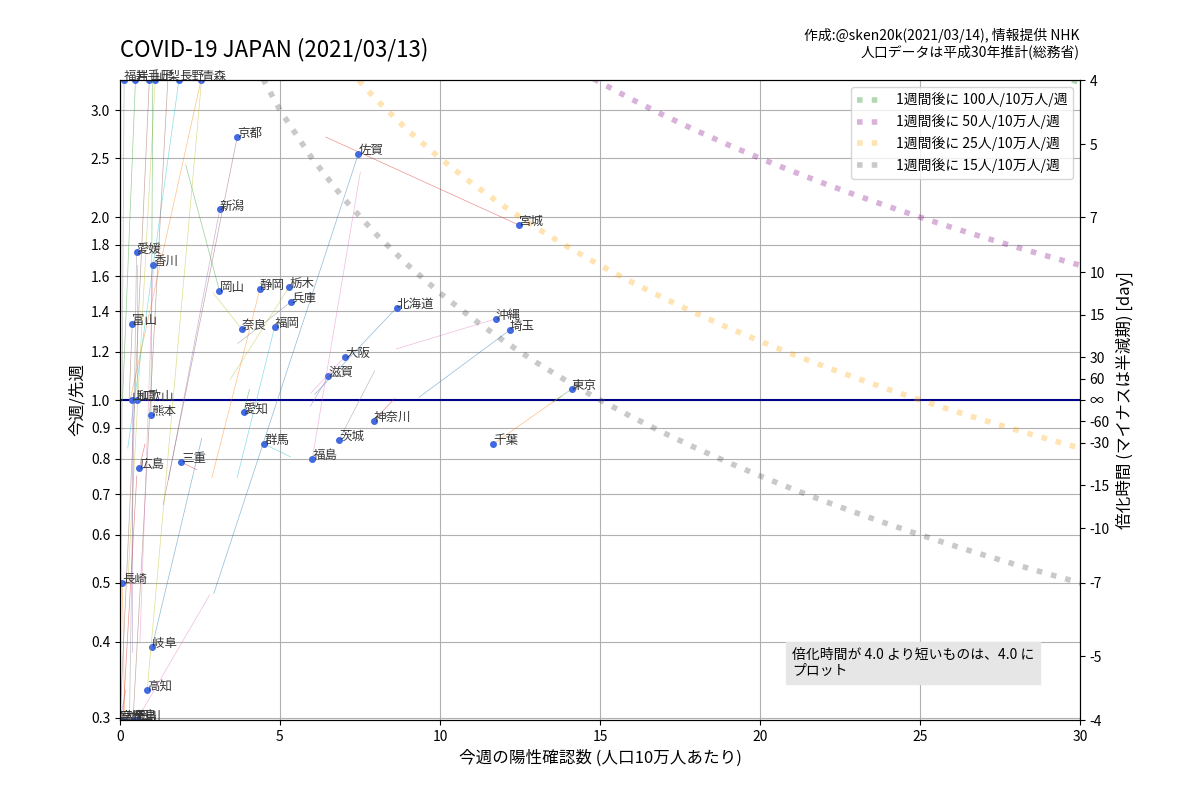 COVID-19 JAPAN (2021/03/13)
作成:@sken20k(2021/03/14), 情報提供 NHK
人口データは平成30年推計(総務省)
1週間後に 100人/10万人/週
1週間後に 50人/10万人/週
1週間後に 25人/10万人/週
1週間後に 15人/10万人/週
長野 青森
京都
佐賀
新潟
宮城
愛媛
香川
岡山
静岡
栃木
兵庫
北海道
富山
奈良
福岡
沖縄
埼玉
大阪
滋賀
東京
熊本
愛知
神奈川
群馬
茨城
千葉
福島
広島
三重
長崎
岐阜
高知
倍化時間が 4.0 より短いものは、4.0 に
プロット
3.0
2.5
2.0
1.8
1.6
1.4
1.2
1.0
0.9
0.8
0.7
0.6
0.5
0.4
0.3
今週/先週
4
5
7
10
15
30
60
∞
-60
-30
-15
-10
-7
-5
-4
倍化時間 (マイナスは半減期) [day]
0 5 10 15 20 25 30
今週の陽性確認数 (人口10万人あたり)